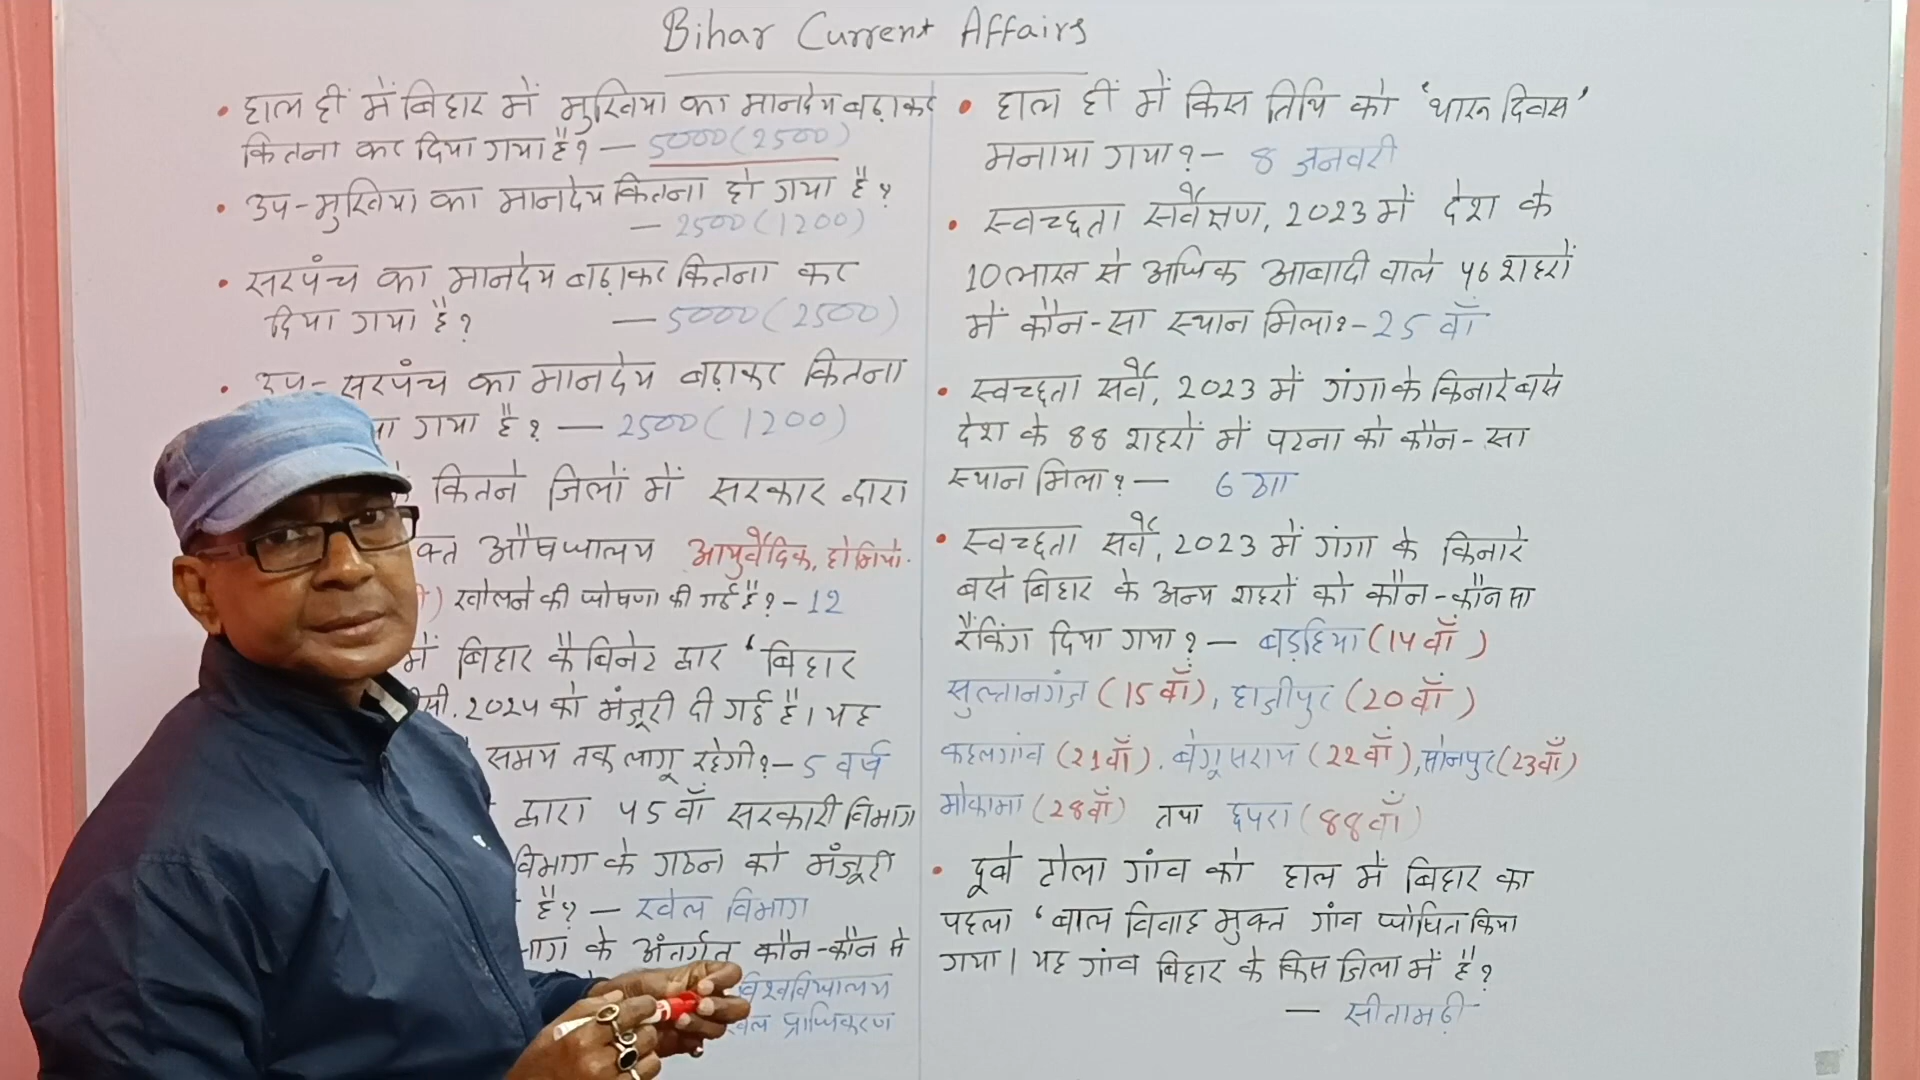 Bihar Current Affairs
• हाल हीं में बिहार में मुखिया का मानदेय बढ़ाकर
कितना कर दिया गया है? — 5000 (2500)
• उप-मुखिया का मानदेय कितना हो गया है?
— 2500 (1200)
• सरपंच का मानदेय बढ़ाकर कितना कर
दिया गया है? — 5000 (2500)
• उप-सरपंच का मानदेय बढ़ाकर कितना
गया है? — 2500 (1200)
कितने जिलों में सरकार द्वारा
औषधालय आयुर्वेदिक, होमियो-
) खोलने की घोषणा की गई है? - 12
में बिहार कैबिनेट द्वार 'बिहार
. 2024 को मंजूरी दी गई है। यह
समय तक लागू रहेगी? - 5 वर्ष
द्वारा 45 वाँ सरकारी विभाग
विभाग के गठन को मंजूरी
है? — खेल विभाग
के अंतर्गत कौन-कौन से
विश्वविद्यालय
खेल प्राधिकरण
• हाल हीं में किस तिथि को 'थारू दिवस'
मनाया गया? - 8 जनवरी
• स्वच्छता सर्वेक्षण, 2023 में देश के
10 लाख से अधिक आबादी वाले 46 शहरों
में कौन-सा स्थान मिला? - 25 वाँ
• स्वच्छता सर्वे, 2023 में गंगा के किनारे बसे
देश के 88 शहरों में पटना को कौन-सा
स्थान मिला? — 6 ठा
• स्वच्छता सर्वे, 2023 में गंगा के किनारे
बसे बिहार के अन्य शहरों को कौन-कौन सा
रैंकिंग दिया गया? — बड़हिया (14 वाँ)
सुल्तानगंज (15 वाँ), हाजीपुर (20 वाँ)
कहलगांव (21 वाँ). बेगूसराय (22 वाँ), सोनपुर (23 वाँ)
मोकामा (28 वाँ) तथा छपरा (88 वाँ)
• दूबे टोला गांव को हाल में बिहार का
पहला 'बाल विवाह मुक्त गांव घोषित किया
गया। यह गांव बिहार के किस जिला में है?
— सीतामढ़ी